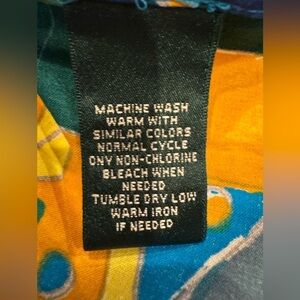 MACHINE WASH
WARM WITH
SIMILAR COLORS
NORMAL CYCLE
ONY NON-CHLORINE
BLEACH WHEN
NEEDED
TUMBLE DRY LOW
WARM IRON
IF NEEDED